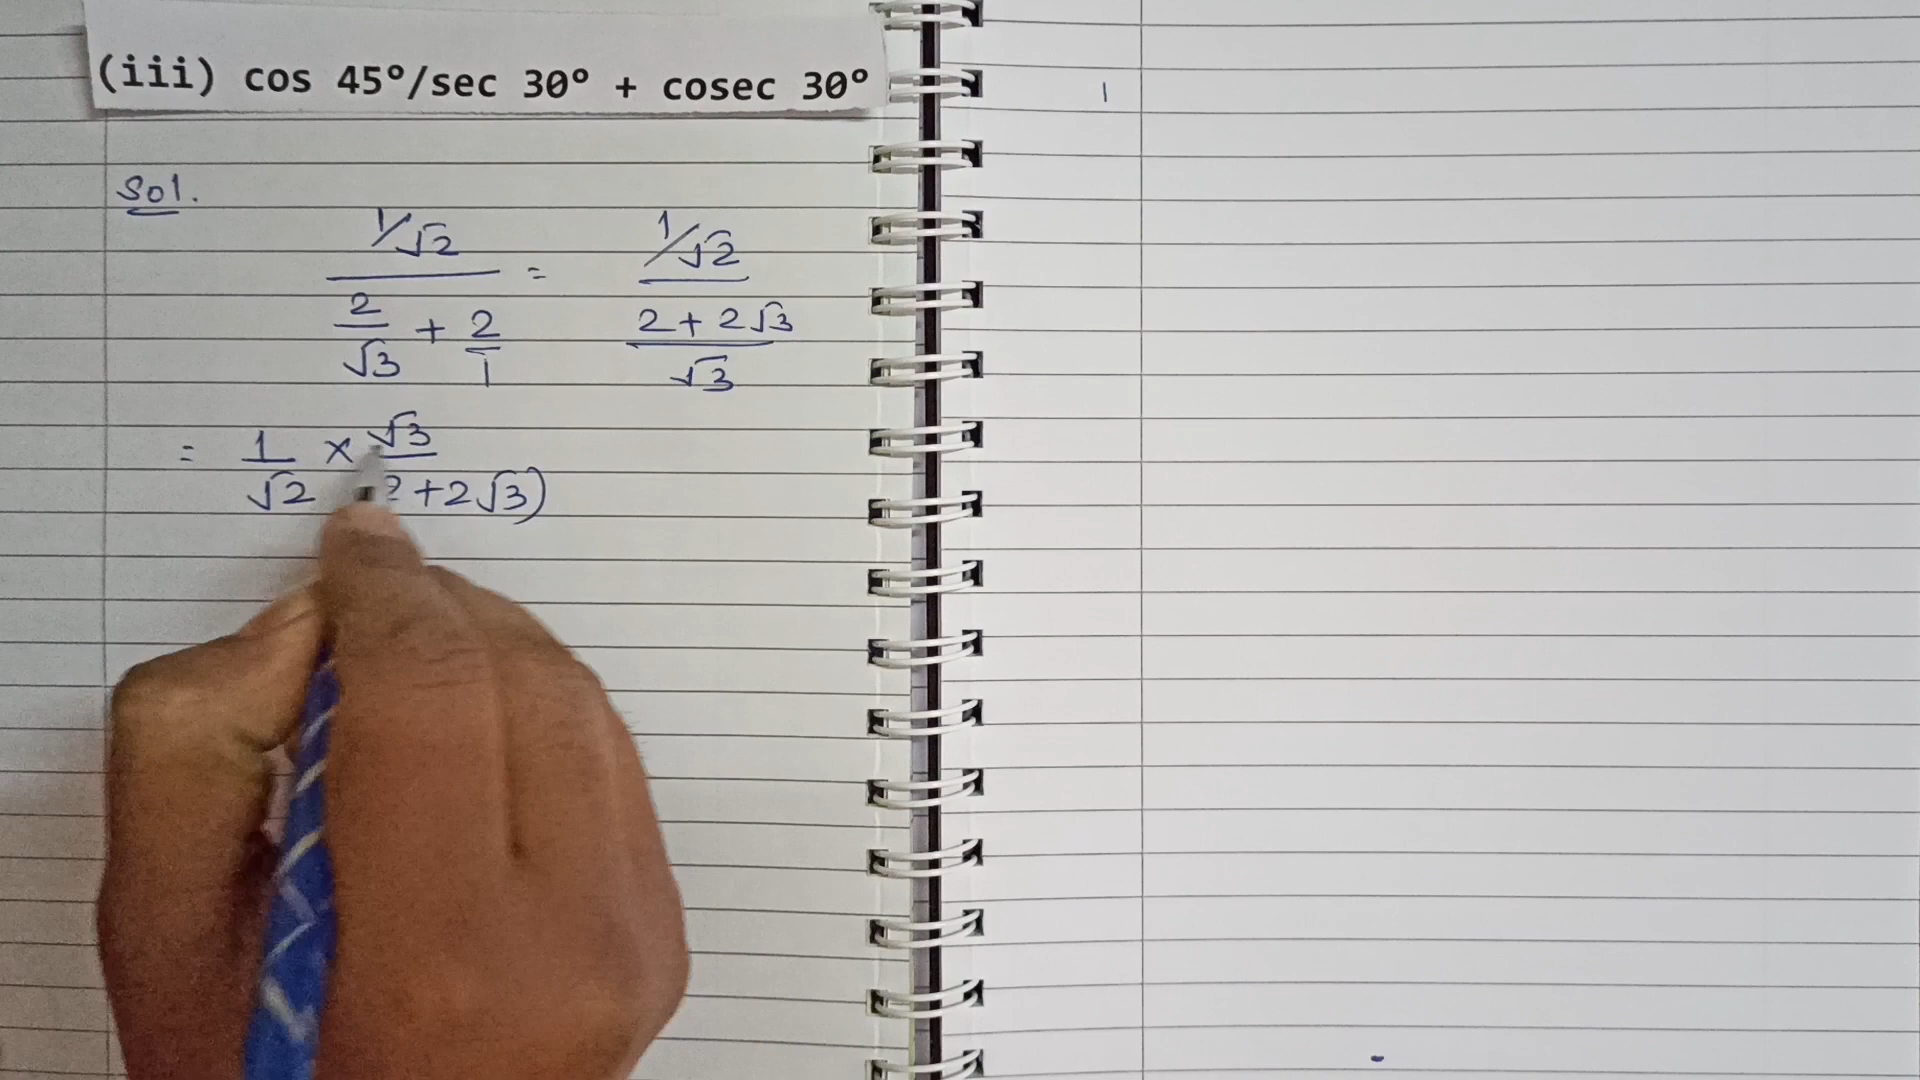 (iii) cos 45°/sec 30° + cosec 30°
Sol.
1/√2 / (2/√3 + 2/1) = 1/√2 / ((2 + 2√3)/√3)
= 1/√2 × √3/(2+2√3)